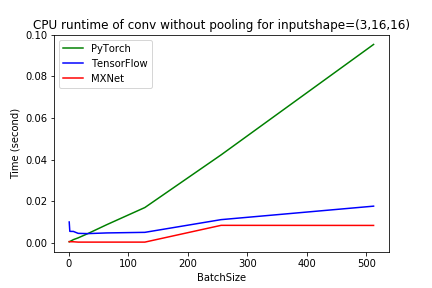 CPU runtime of conv without pooling for inputshape=(3,16,16)
0.10
0.08
0.06
0.04
0.02
0.00
Time (second)
PyTorch
TensorFlow
MXNet
0 100 200 300 400 500
BatchSize